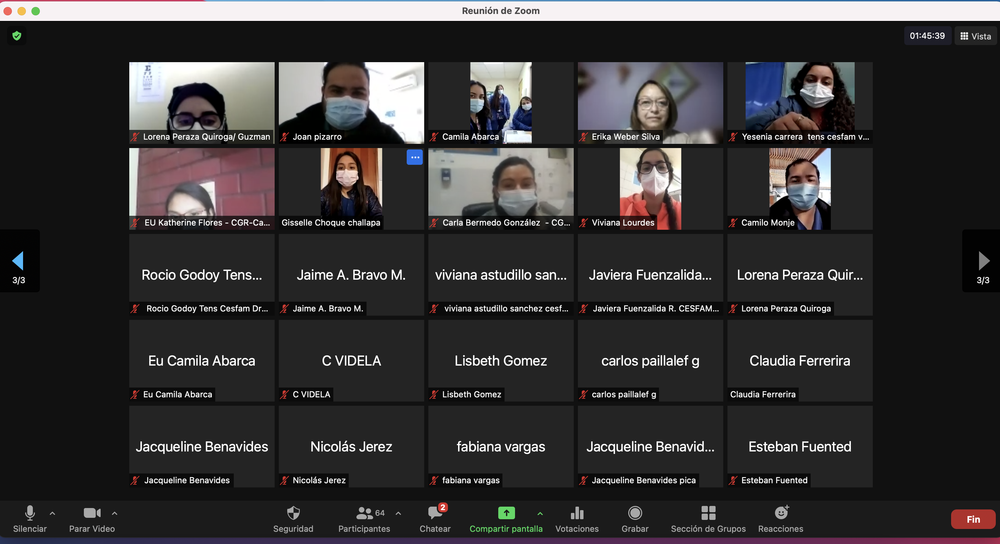 Reunión de Zoom
01:45:39
Vista
E
Lorena Peraza Quiroga/ Guzman
Joan pizarro
Camila Abarca
Erika Weber Silva
Yesenia carrera tens cesfam v...
EU Katherine Flores - CGR-Ca...
Gisselle Choque challapa
Carla Bermedo González - CG...
Viviana Lourdes
Camilo Monje
3/3
3/3
Rocio Godoy Tens...
Jaime A. Bravo M.
viviana astudillo san...
Javiera Fuenzalida...
Lorena Peraza Quir...
Rocio Godoy Tens Cesfam Dr...
Jaime A. Bravo M.
viviana astudillo sanchez cesf...
Javiera Fuenzalida R. CESFAM...
Lorena Peraza Quiroga
Eu Camila Abarca
C VIDELA
Lisbeth Gomez
carlos paillalef g
Claudia Ferrerira
Eu Camila Abarca
C VIDELA
Lisbeth Gomez
carlos paillalef g
Claudia Ferrerira
Jacqueline Benavides
Nicolás Jerez
fabiana vargas
Jacqueline Benavid...
Esteban Fuented
Jacqueline Benavides
Nicolás Jerez
fabiana vargas
Jacqueline Benavides pica
Esteban Fuented
Silenciar
Parar Video
Seguridad
64
Participantes
2
Chatear
Compartir pantalla
Votaciones
Grabar
Sección de Grupos
Reacciones
Fin